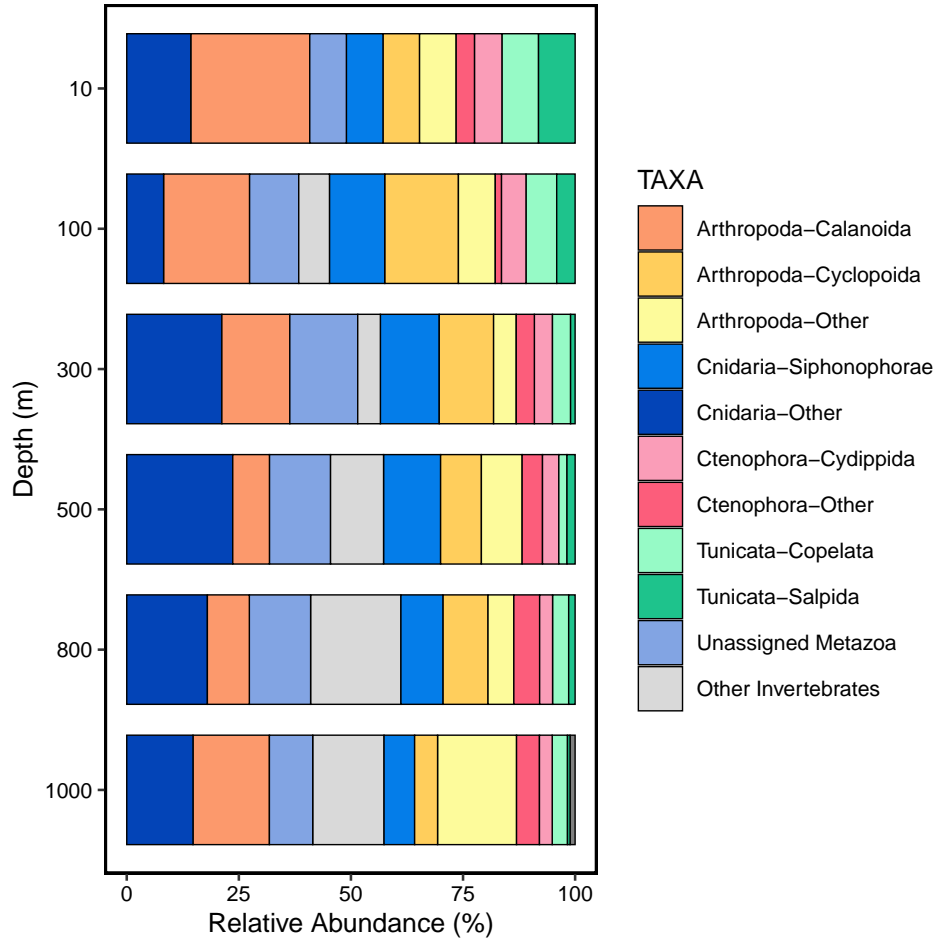 10
100
300
500
800
1000
Depth (m)
0
25
50
75
100
Relative Abundance (%)
TAXA
Arthropoda−Calanoida
Arthropoda−Cyclopoida
Arthropoda−Other
Cnidaria−Siphonophorae
Cnidaria−Other
Ctenophora−Cydippida
Ctenophora−Other
Tunicata−Copelata
Tunicata−Salpida
Unassigned Metazoa
Other Invertebrates